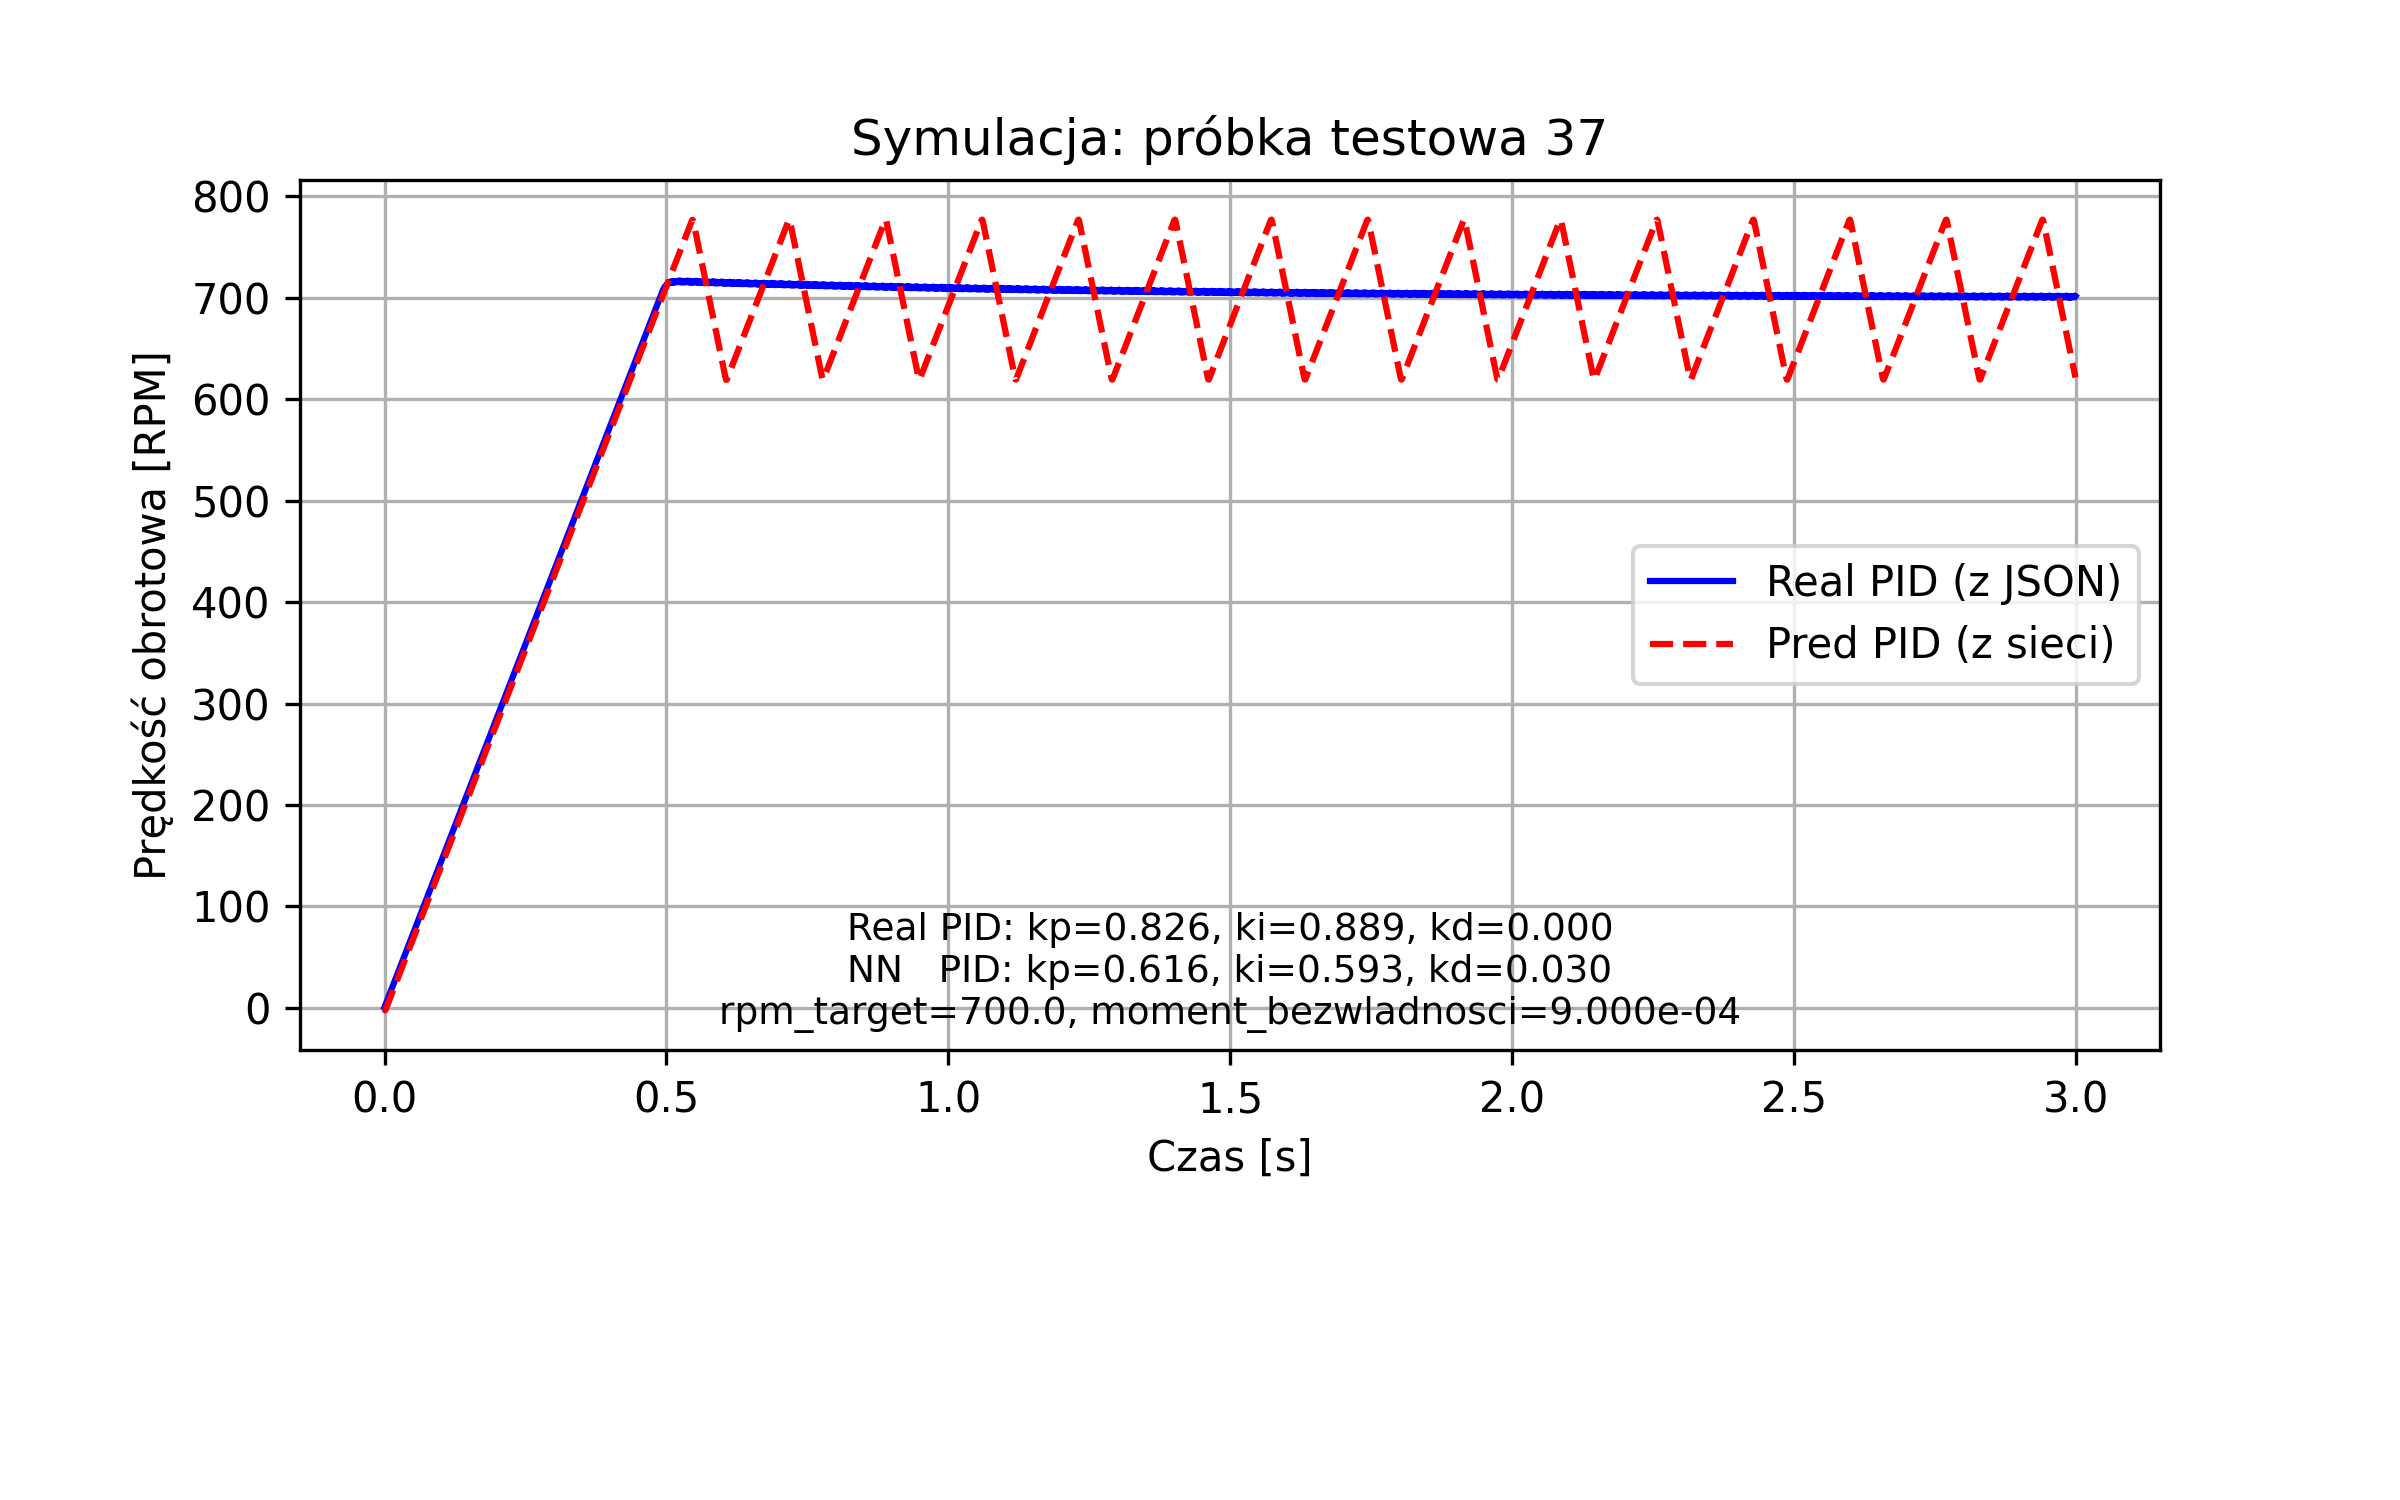 Symulacja: próbka testowa 37
Prędkość obrotowa [RPM]
800
700
600
500
400
300
200
100
0
Real PID (z JSON)
Pred PID (z sieci)
Real PID: kp=0.826, ki=0.889, kd=0.000
NN   PID: kp=0.616, ki=0.593, kd=0.030
rpm_target=700.0, moment_bezwladnosci=9.000e-04
0.0 0.5 1.0 1.5 2.0 2.5 3.0
Czas [s]